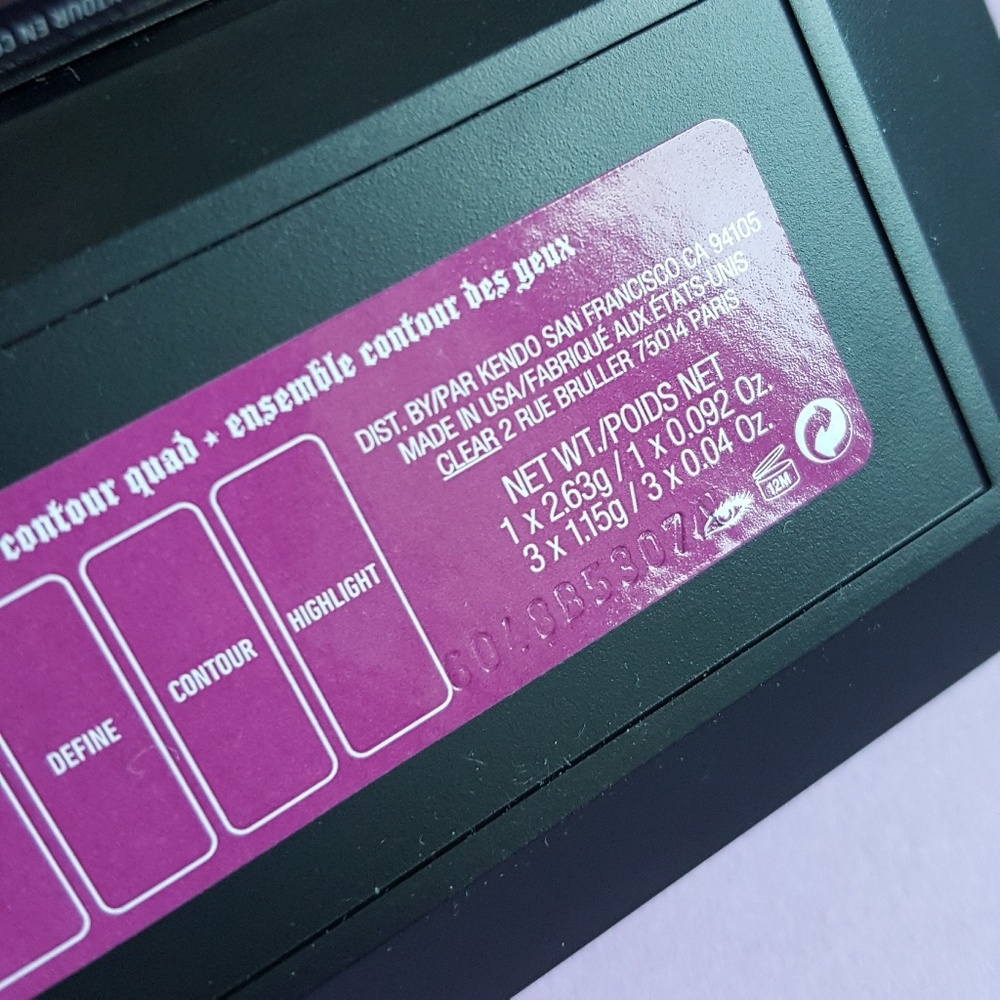 contour quad ★ ensemble contour des yeux
DIST. BY/PAR KENDO SAN FRANCISCO CA 94105
MADE IN USA/FABRIQUÉ AUX ÉTATS-UNIS
CLEAR 2 RUE BRULLER 75014 PARIS
NET WT./POIDS NET
1 x 2.63g / 1 x 0.092 Oz.
3 x 1.15g / 3 x 0.04 Oz.
12M
DEFINE
CONTOUR
HIGHLIGHT